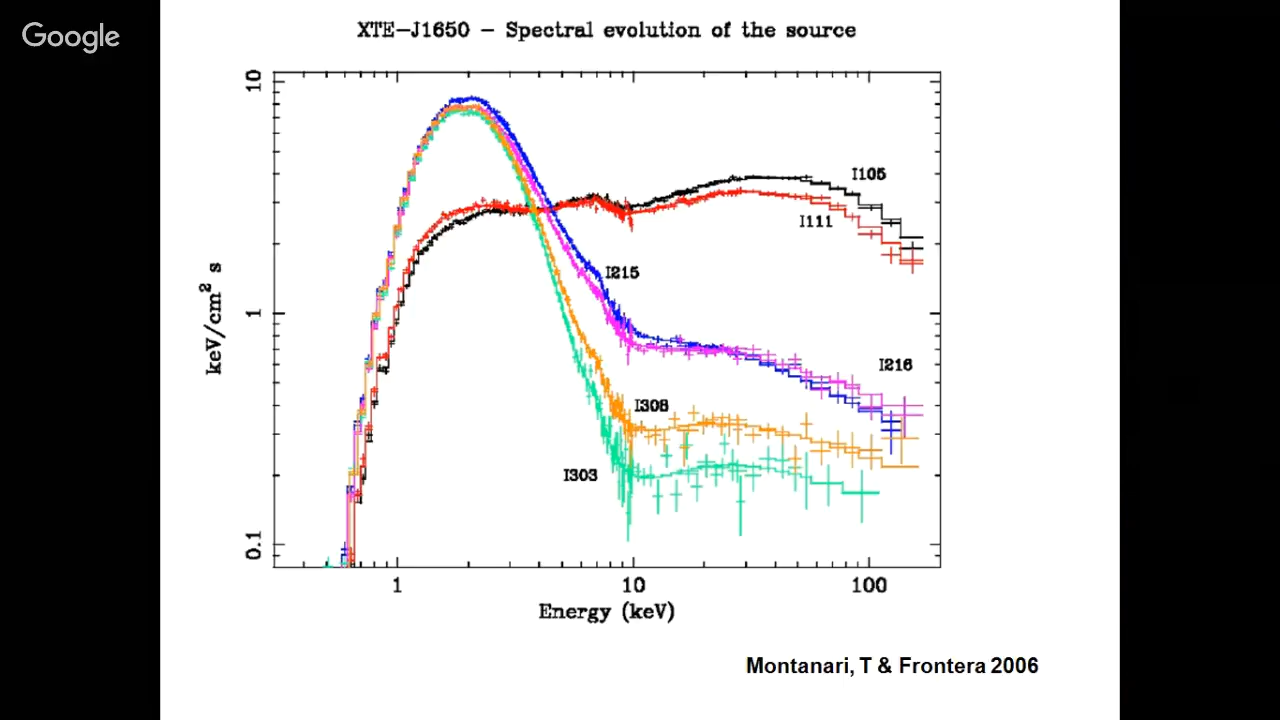 Google
XTE-J1650 - Spectral evolution of the source
10
I105
I111
keV/cm² s
I215
1
I216
I308
I303
0.1
1 10 100
Energy (keV)
Montanari, T & Frontera 2006